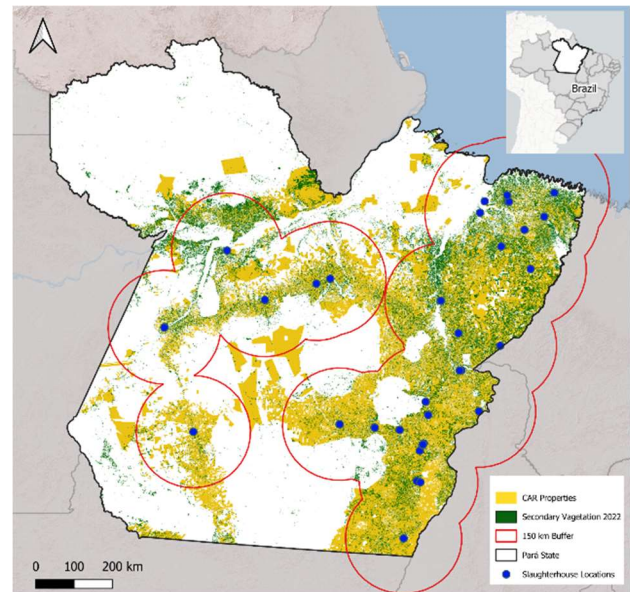 Brazil
CAR Properties
Secondary Vagetation 2022
150 km Buffer
Pará State
Slaughterhouse Locations
0 100 200 km